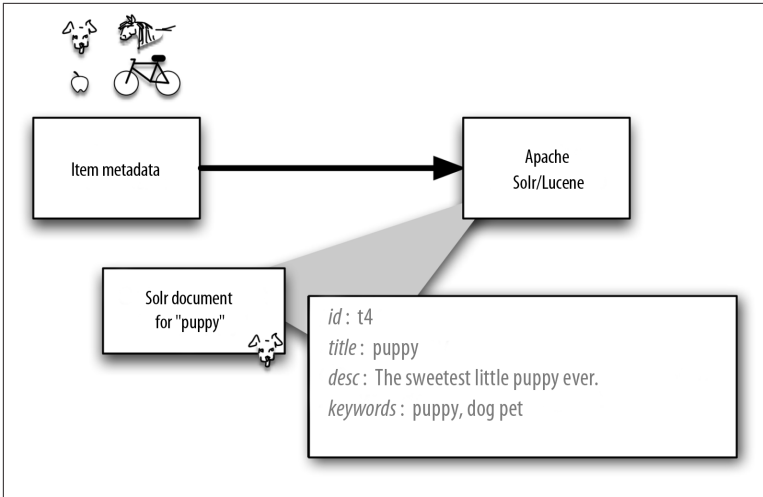 Item metadata
Apache
Solr/Lucene
Solr document
for "puppy"
id : t4
title : puppy
desc : The sweetest little puppy ever.
keywords : puppy, dog pet